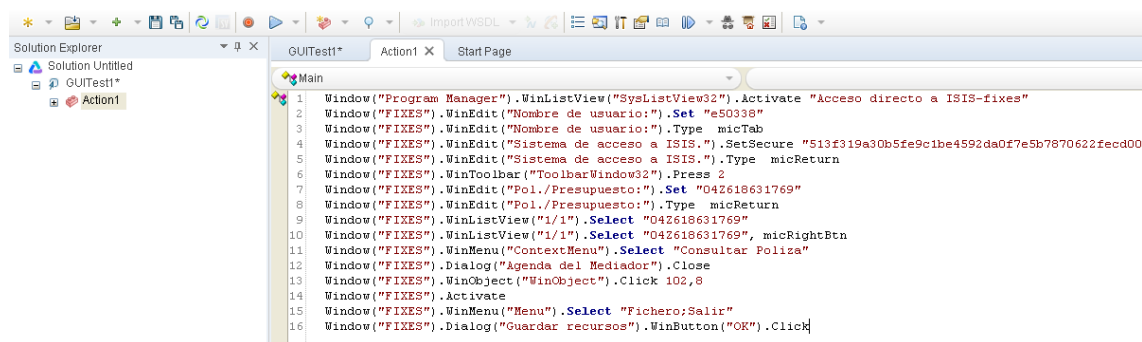 Import WSDL
Solution Explorer
GUITest1*
Action1
Start Page
Solution Untitled
GUITest1*
Action1
Main
1 Window("Program Manager").WinListView("SysListView32").Activate "Acceso directo a ISIS-fixes"
2 Window("FIXES").WinEdit("Nombre de usuario:").Set "e50338"
3 Window("FIXES").WinEdit("Nombre de usuario:").Type micTab
4 Window("FIXES").WinEdit("Sistema de acceso a ISIS.").SetSecure "513f319a30b5fe9c1be4592da0f7e5b7870622fecd00
5 Window("FIXES").WinEdit("Sistema de acceso a ISIS.").Type micReturn
6 Window("FIXES").WinToolbar("ToolbarWindow32").Press 2
7 Window("FIXES").WinEdit("Pol./Presupuesto:").Set "04Z618631769"
8 Window("FIXES").WinEdit("Pol./Presupuesto:").Type micReturn
9 Window("FIXES").WinListView("1/1").Select "04Z618631769"
10 Window("FIXES").WinListView("1/1").Select "04Z618631769", micRightBtn
11 Window("FIXES").WinMenu("ContextMenu").Select "Consultar Poliza"
12 Window("FIXES").Dialog("Agenda del Mediador").Close
13 Window("FIXES").WinObject("WinObject").Click 102,8
14 Window("FIXES").Activate
15 Window("FIXES").WinMenu("Menu").Select "Fichero;Salir"
16 Window("FIXES").Dialog("Guardar recursos").WinButton("OK").Click